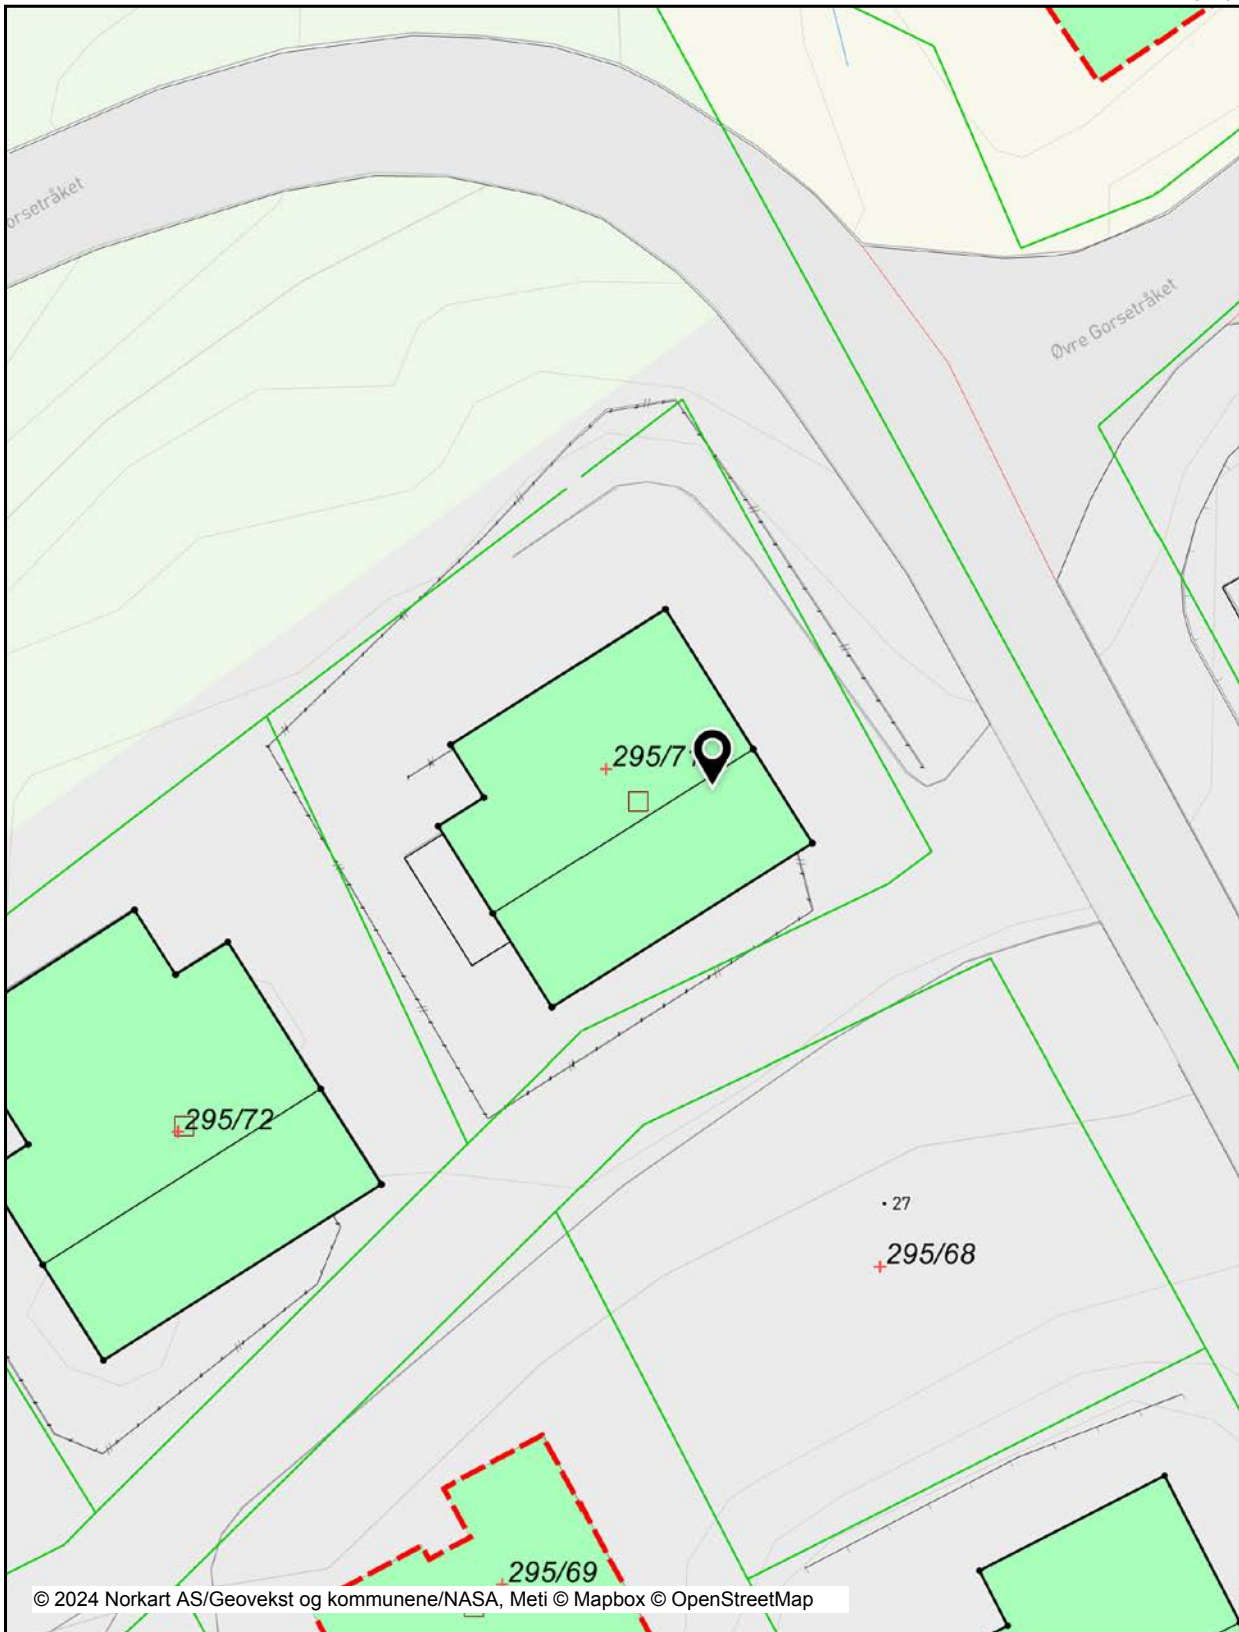 orsetråket
Øvre Gorsetråket
295/71
295/72
27
295/68
295/69
© 2024 Norkart AS/Geovekst og kommunene/NASA, Meti © Mapbox © OpenStreetMap